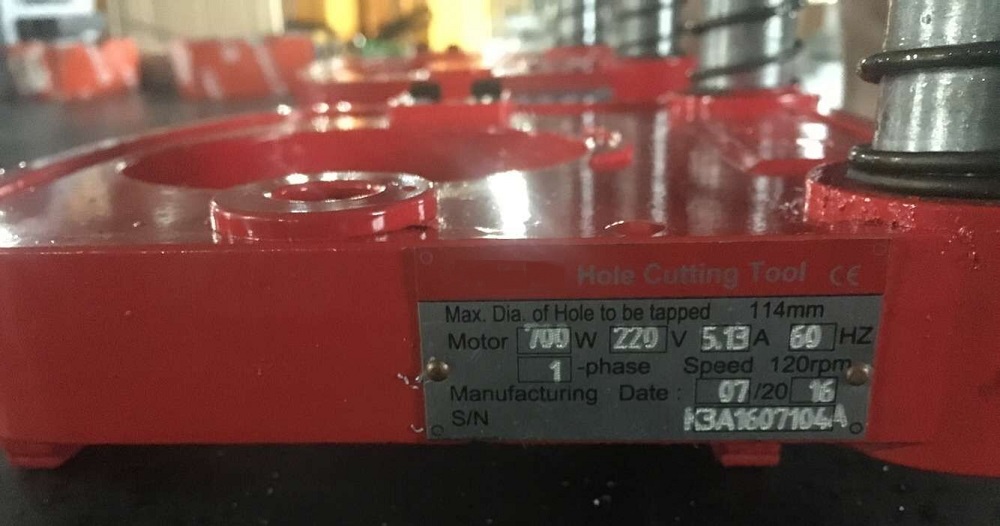 Hole Cutting Tool CE
Max. Dia. of Hole to be tapped 114mm
Motor 700 W 220 V 5.13 A 60 HZ
1 -phase Speed 120rpm
Manufacturing Date : 07 /20 16
S/N K3A1607104A